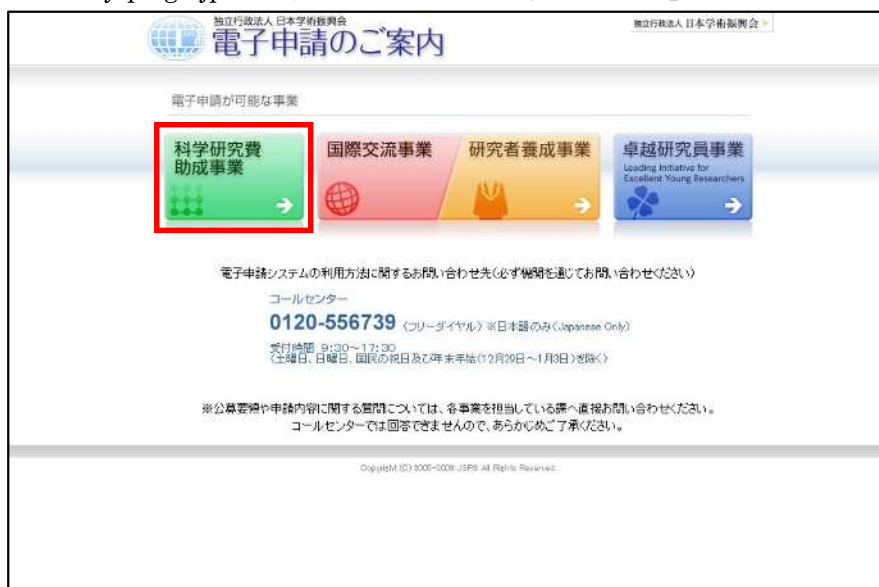 独立行政法人 日本学術振興会
電子申請のご案内
独立行政法人 日本学術振興会
電子申請が可能な事業
科学研究費
助成事業
国際交流事業
研究者養成事業
卓越研究員事業
Leading Initiative for
Excellent Young Researchers
電子申請システムの利用方法に関するお問い合わせ先(必ず機関を通じてお問い合わせください)
コールセンター
0120-556739 (フリーダイヤル) ※日本語のみ(Japanese Only)
受付時間 9:30~17:30
(土曜日、日曜日、国民の祝日及び年末年始(12月29日~1月3日)を除く)
※公募要領や申請内容に関する質問については、各事業を担当している課へ直接お問い合わせください。
コールセンターでは回答できませんので、あらかじめご了承ください。
Copyright (C) 2005-2009 JSPS All Rights Reserved.